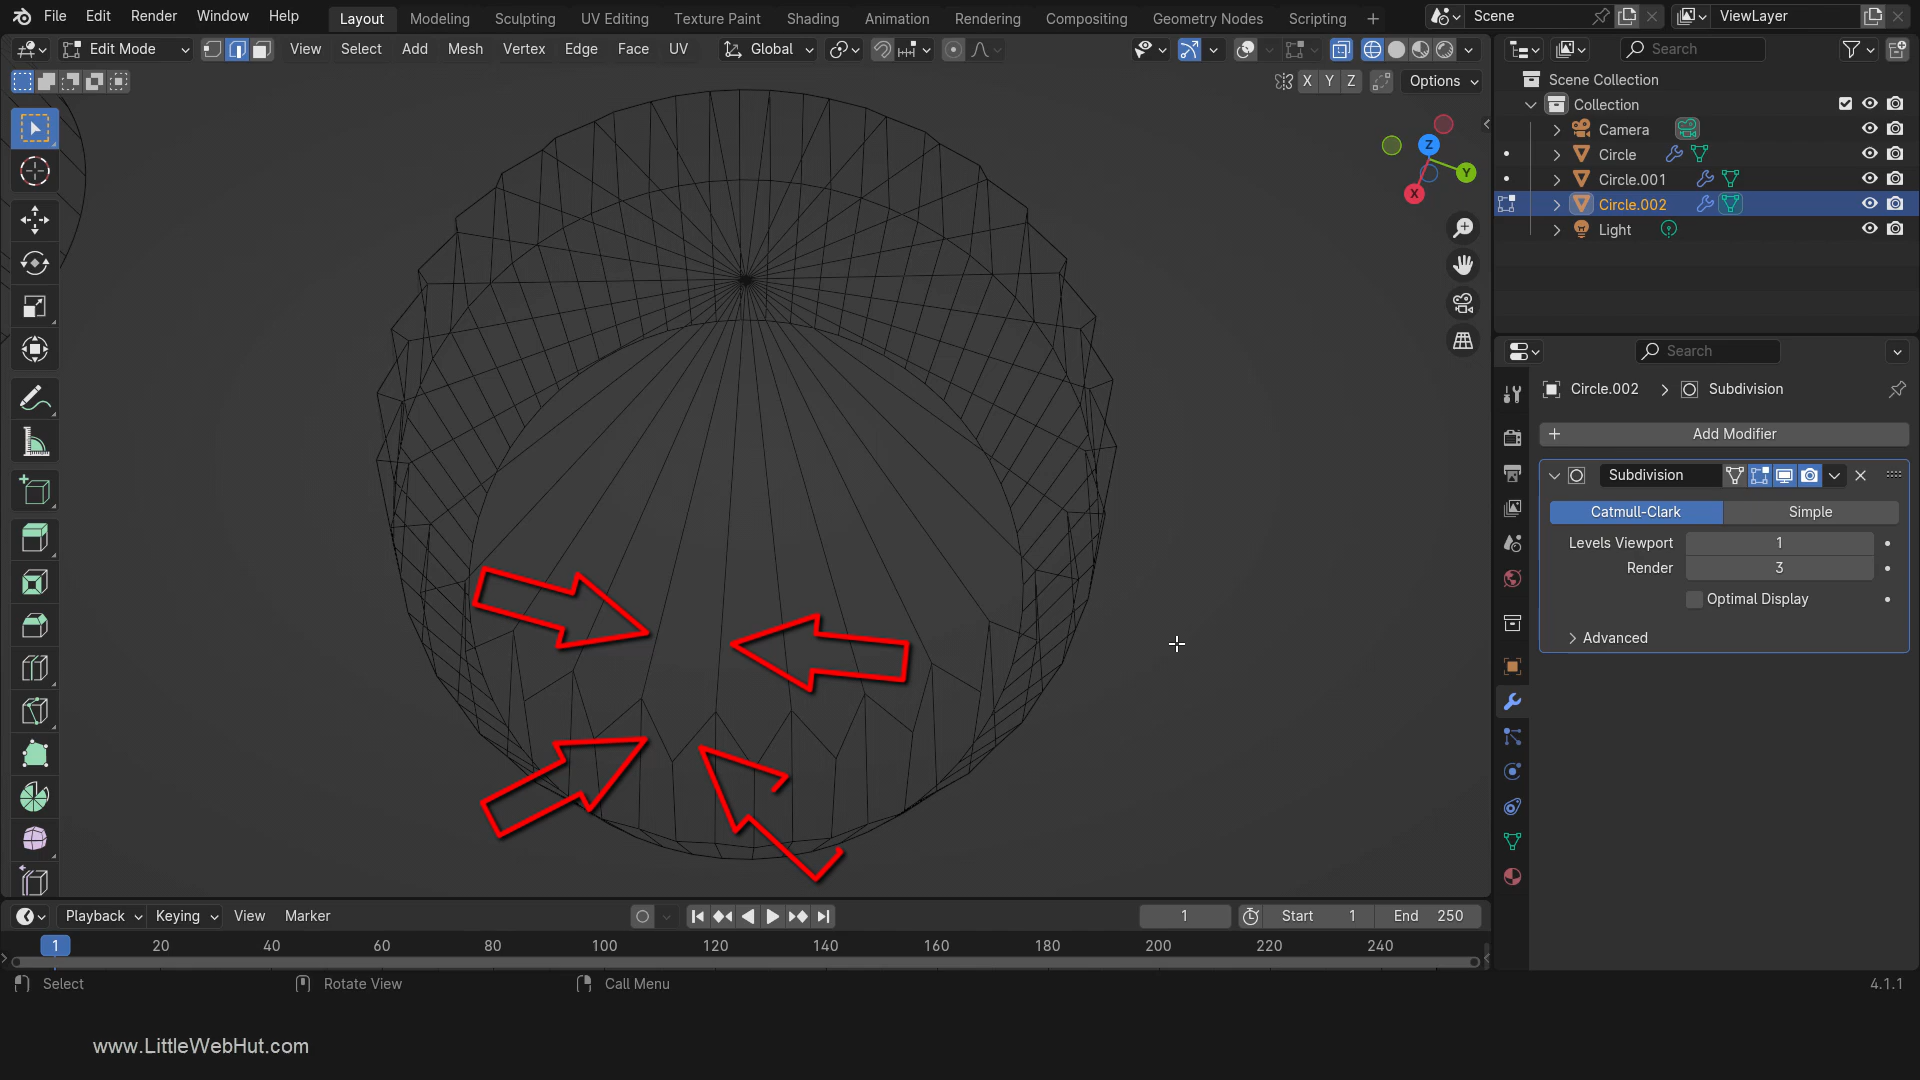 File Edit Render Window Help Layout Modeling Sculpting UV Editing Texture Paint Shading Animation Rendering Compositing Geometry Nodes Scripting Scene ViewLayer
Edit Mode View Select Add Mesh Vertex Edge Face UV Global Search
X Y Z Options
Scene Collection
Collection
Camera
Circle
Circle.001
Circle.002
Light
Z
Y
X
Search
Circle.002 Subdivision
Add Modifier
Subdivision
Catmull-Clark Simple
Levels Viewport 1
Render 3
Optimal Display
Advanced
Playback Keying View Marker 1 Start 1 End 250
1 20 40 60 80 100 120 140 160 180 200 220 240
Select Rotate View Call Menu 4.1.1
www.LittleWebHut.com